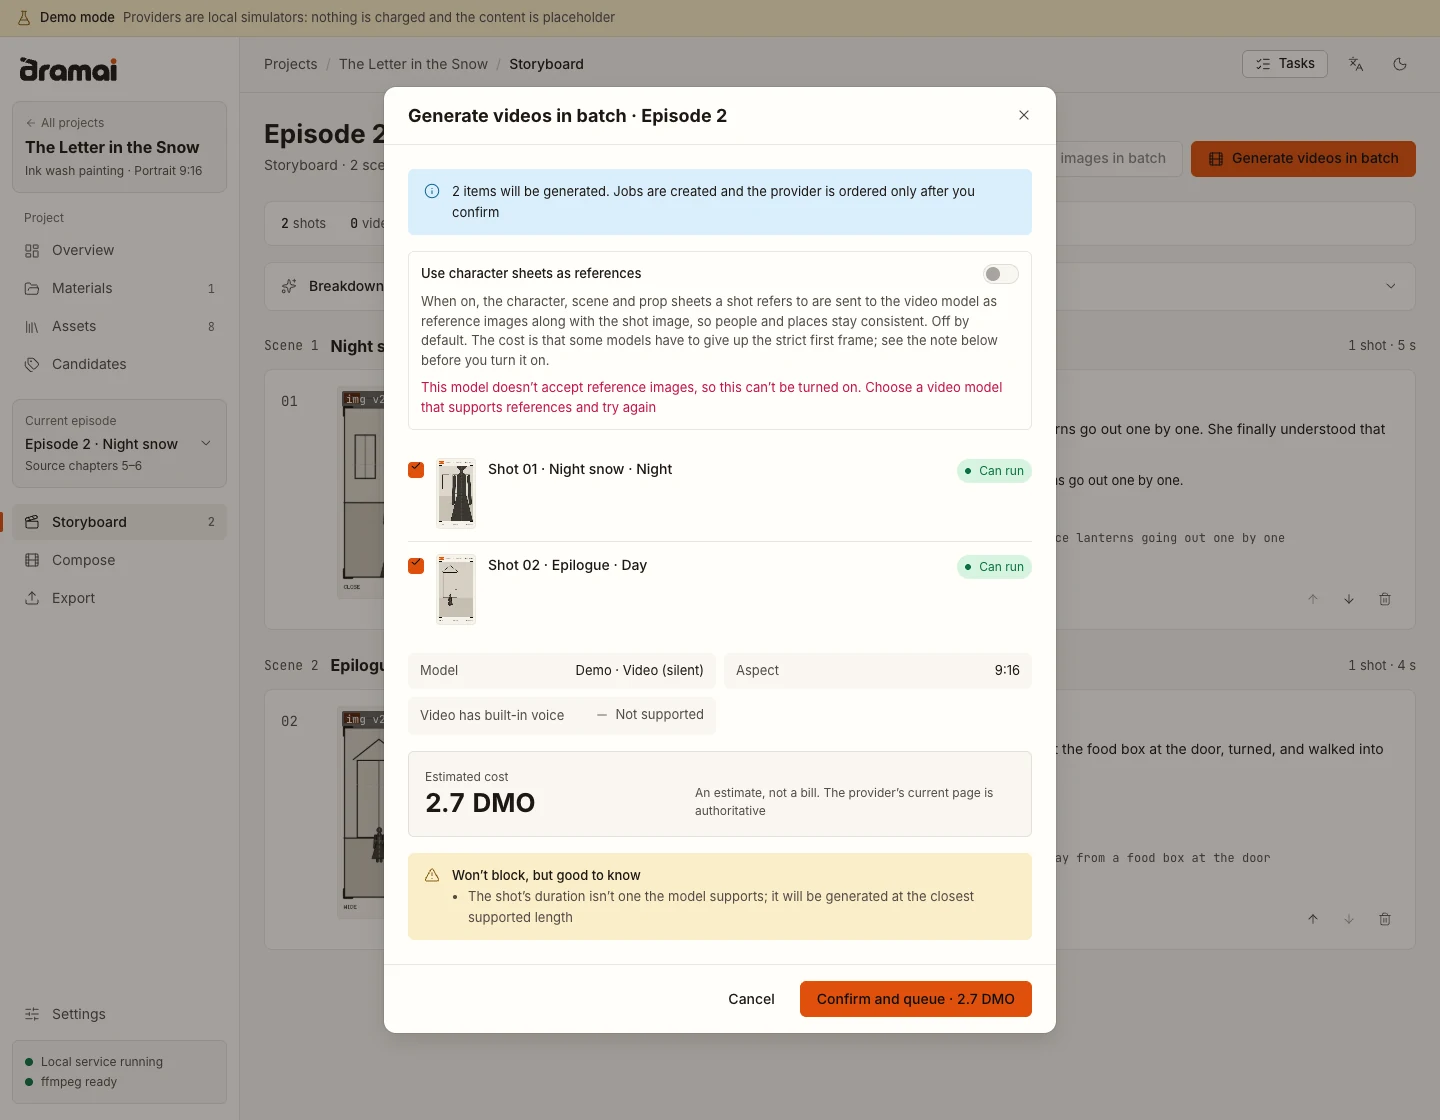 Demo mode Providers are local simulators: nothing is charged and the content is placeholder
aramai
Projects / The Letter in the Snow / Storyboard
Tasks
← All projects
The Letter in the Snow
Ink wash painting · Portrait 9:16
Project
Overview
Materials 1
Assets 8
Candidates
Current episode
Episode 2 · Night snow
Source chapters 5–6
Storyboard 2
Compose
Export
Settings
Local service running
ffmpeg ready
Episode 2
Storyboard · 2 sce
images in batch
Generate videos in batch
2 shots 0 vide
Breakdown
Scene 1 Night s
1 shot · 5 s
01
img v2
CLOSE
rns go out one by one. She finally understood that
s go out one by one.
ce lanterns going out one by one
Scene 2 Epilogu
1 shot · 4 s
02
img v2
WIDE
t the food box at the door, turned, and walked into
ay from a food box at the door
Generate videos in batch · Episode 2
2 items will be generated. Jobs are created and the provider is ordered only after you
confirm
Use character sheets as references
When on, the character, scene and prop sheets a shot refers to are sent to the video model as
reference images along with the shot image, so people and places stay consistent. Off by
default. The cost is that some models have to give up the strict first frame; see the note below
before you turn it on.
This model doesn’t accept reference images, so this can’t be turned on. Choose a video model
that supports references and try again
Shot 01 · Night snow · Night
Can run
Shot 02 · Epilogue · Day
Can run
Model Demo · Video (silent)
Aspect 9:16
Video has built-in voice — Not supported
Estimated cost
2.7 DMO
An estimate, not a bill. The provider’s current page is
authoritative
Won’t block, but good to know
• The shot’s duration isn’t one the model supports; it will be generated at the closest
supported length
Cancel
Confirm and queue · 2.7 DMO